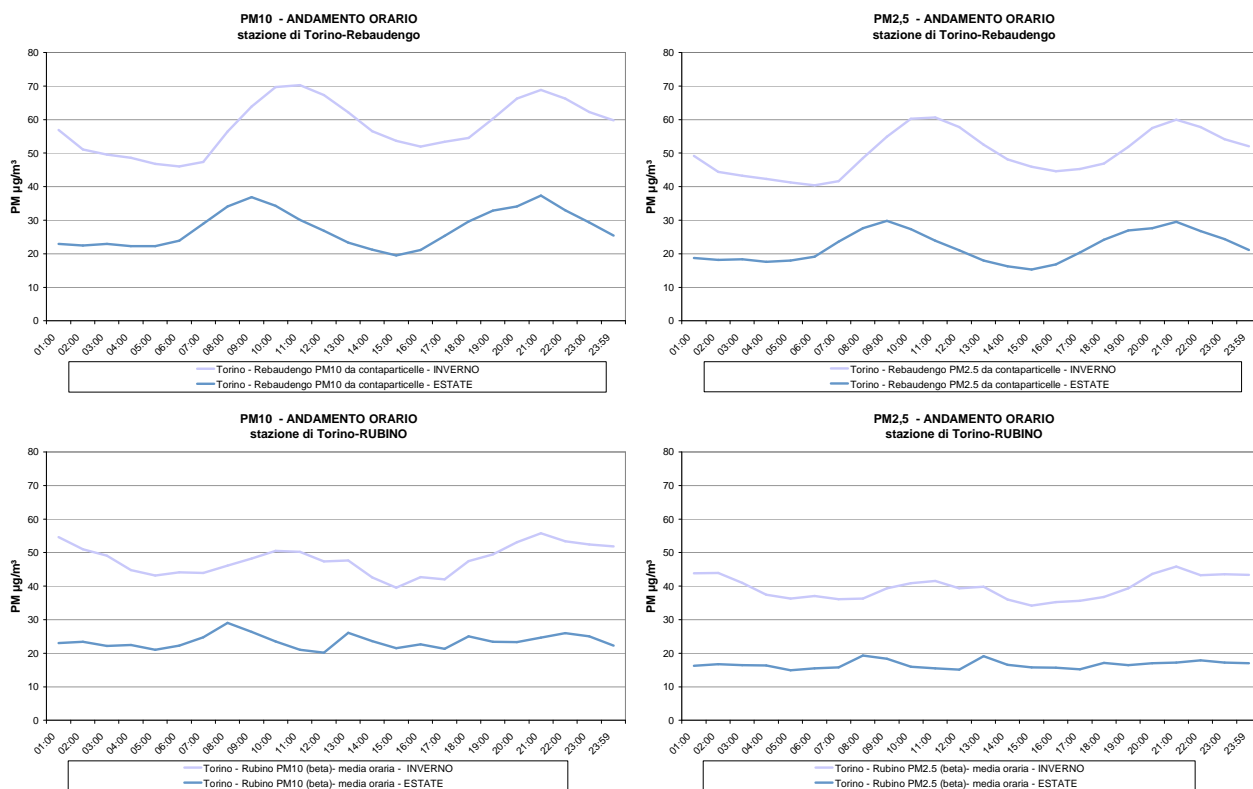 PM10 - ANDAMENTO ORARIO
stazione di Torino-Rebaudengo
80
70
60
50
40
30
20
10
0
PM µg/m³
01:00 02:00 03:00 04:00 05:00 06:00 07:00 08:00 09:00 10:00 11:00 12:00 13:00 14:00 15:00 16:00 17:00 18:00 19:00 20:00 21:00 22:00 23:00 23:59
Torino - Rebaudengo PM10 da contaparticelle - INVERNO
Torino - Rebaudengo PM10 da contaparticelle - ESTATE
PM2,5 - ANDAMENTO ORARIO
stazione di Torino-Rebaudengo
80
70
60
50
40
30
20
10
0
PM µg/m³
01:00 02:00 03:00 04:00 05:00 06:00 07:00 08:00 09:00 10:00 11:00 12:00 13:00 14:00 15:00 16:00 17:00 18:00 19:00 20:00 21:00 22:00 23:00 23:59
Torino - Rebaudengo PM2.5 da contaparticelle - INVERNO
Torino - Rebaudengo PM2.5 da contaparticelle - ESTATE
PM10 - ANDAMENTO ORARIO
stazione di Torino-RUBINO
80
70
60
50
40
30
20
10
0
PM µg/m³
01:00 02:00 03:00 04:00 05:00 06:00 07:00 08:00 09:00 10:00 11:00 12:00 13:00 14:00 15:00 16:00 17:00 18:00 19:00 20:00 21:00 22:00 23:00 23:59
Torino - Rubino PM10 (beta)- media oraria - INVERNO
Torino - Rubino PM10 (beta)- media oraria - ESTATE
PM2,5 - ANDAMENTO ORARIO
stazione di Torino-RUBINO
80
70
60
50
40
30
20
10
0
PM µg/m³
01:00 02:00 03:00 04:00 05:00 06:00 07:00 08:00 09:00 10:00 11:00 12:00 13:00 14:00 15:00 16:00 17:00 18:00 19:00 20:00 21:00 22:00 23:00 23:59
Torino - Rubino PM2.5 (beta)- media oraria - INVERNO
Torino - Rubino PM2.5 (beta)- media oraria - ESTATE